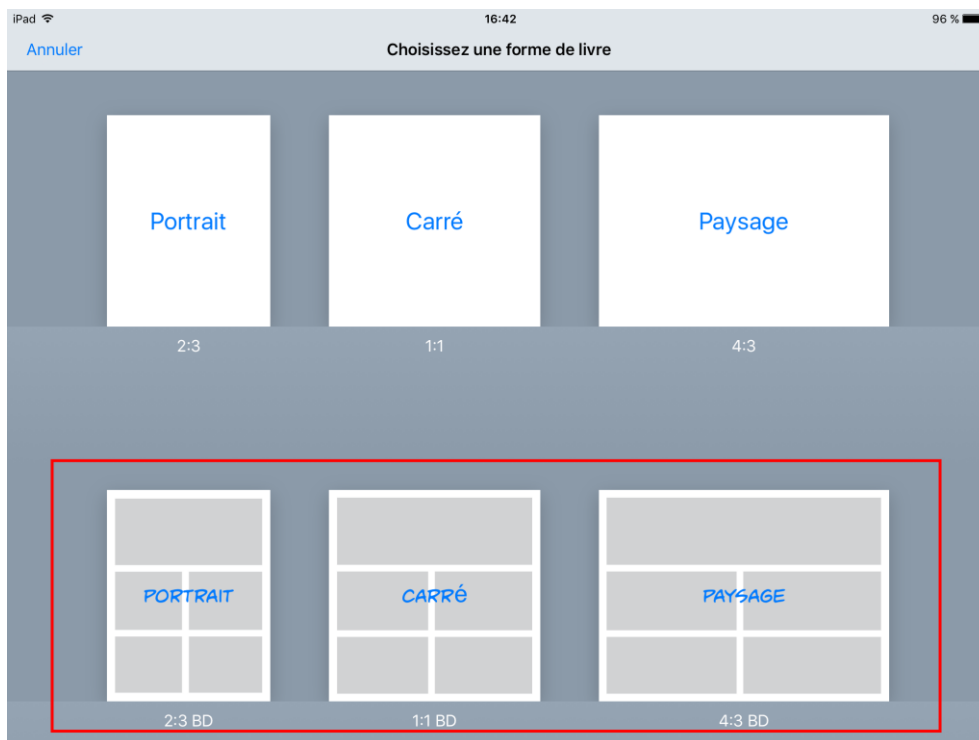 iPad 16:42 96 %
Annuler Choisissez une forme de livre
Portrait Carré Paysage
2:3 1:1 4:3
PORTRAIT CARRé PAYSAGE
2:3 BD 1:1 BD 4:3 BD